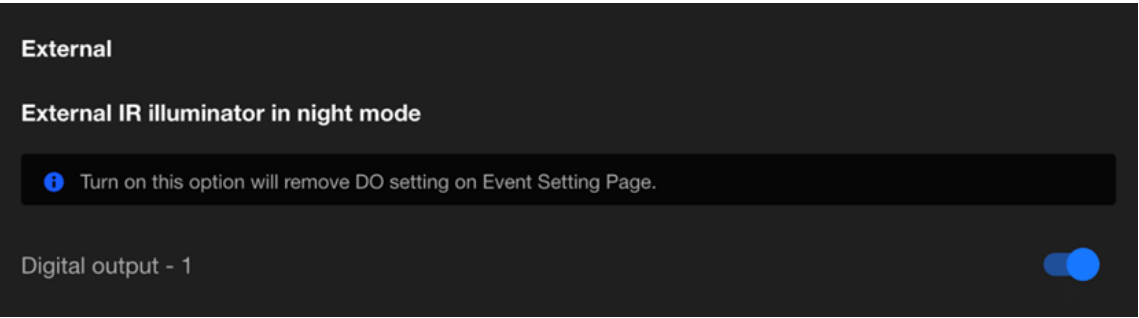 External
External IR illuminator in night mode
Turn on this option will remove DO setting on Event Setting Page.
Digital output - 1